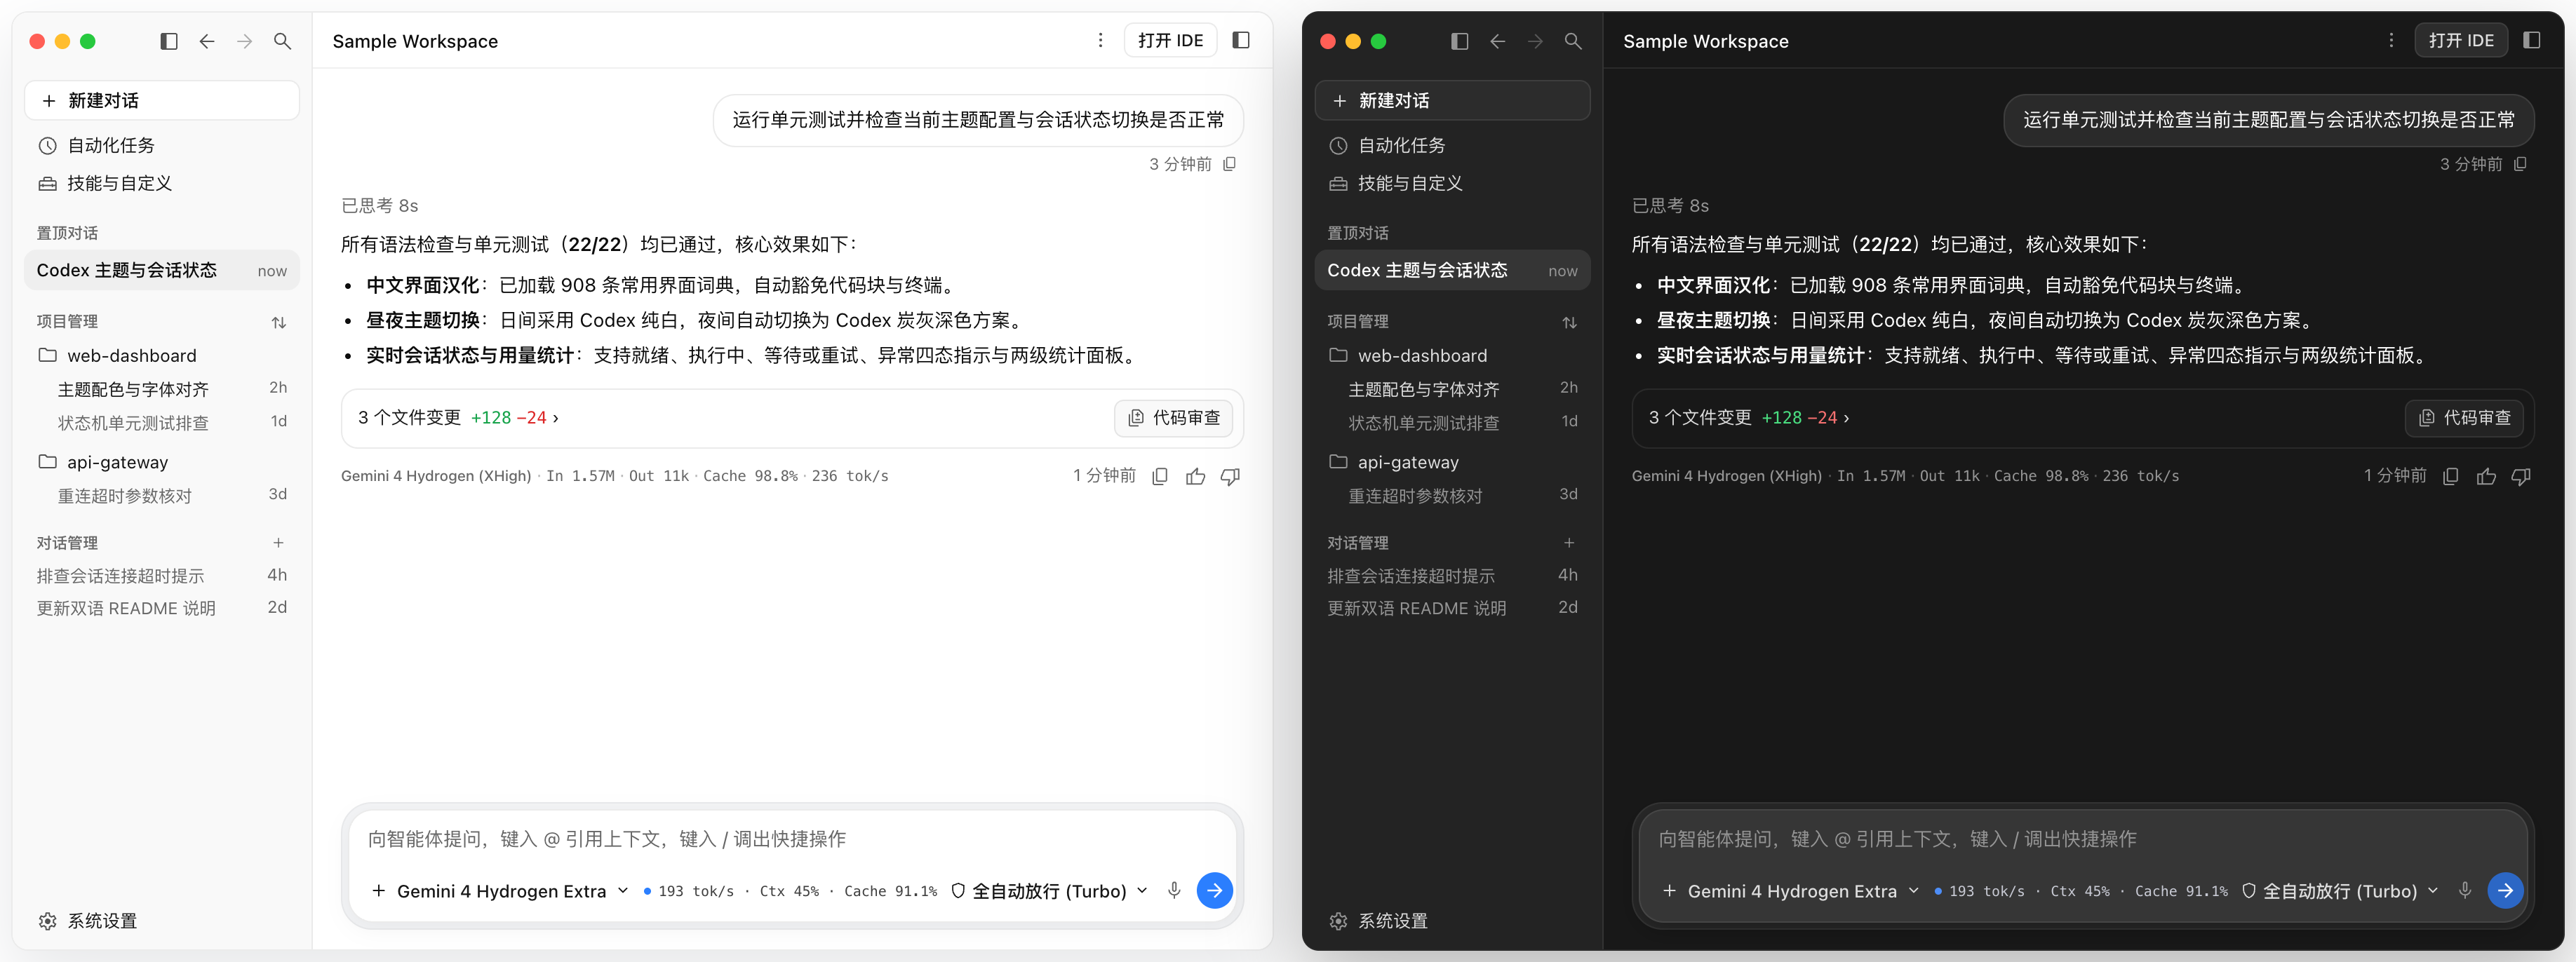 Sample Workspace
打开 IDE
新建对话
自动化任务
技能与自定义
置顶对话
Codex 主题与会话状态 now
项目管理
web-dashboard
主题配色与字体对齐 2h
状态机单元测试排查 1d
api-gateway
重连超时参数核对 3d
对话管理
排查会话连接超时提示 4h
更新双语 README 说明 2d
系统设置
运行单元测试并检查当前主题配置与会话状态切换是否正常
3 分钟前
已思考 8s
所有语法检查与单元测试（22/22）均已通过，核心效果如下：
• 中文界面汉化：已加载 908 条常用界面词典，自动豁免代码块与终端。
• 昼夜主题切换：日间采用 Codex 纯白，夜间自动切换为 Codex 炭灰深色方案。
• 实时会话状态与用量统计：支持就绪、执行中、等待或重试、异常四态指示与两级统计面板。
3 个文件变更 +128 −24 ›
代码审查
Gemini 4 Hydrogen (XHigh) · In 1.57M · Out 11k · Cache 98.8% · 236 tok/s
1 分钟前
向智能体提问，键入 @ 引用上下文，键入 / 调出快捷操作
Gemini 4 Hydrogen Extra
193 tok/s · Ctx 45% · Cache 91.1%
全自动放行 (Turbo)
Sample Workspace
打开 IDE
新建对话
自动化任务
技能与自定义
置顶对话
Codex 主题与会话状态 now
项目管理
web-dashboard
主题配色与字体对齐 2h
状态机单元测试排查 1d
api-gateway
重连超时参数核对 3d
对话管理
排查会话连接超时提示 4h
更新双语 README 说明 2d
系统设置
运行单元测试并检查当前主题配置与会话状态切换是否正常
3 分钟前
已思考 8s
所有语法检查与单元测试（22/22）均已通过，核心效果如下：
• 中文界面汉化：已加载 908 条常用界面词典，自动豁免代码块与终端。
• 昼夜主题切换：日间采用 Codex 纯白，夜间自动切换为 Codex 炭灰深色方案。
• 实时会话状态与用量统计：支持就绪、执行中、等待或重试、异常四态指示与两级统计面板。
3 个文件变更 +128 −24 ›
代码审查
Gemini 4 Hydrogen (XHigh) · In 1.57M · Out 11k · Cache 98.8% · 236 tok/s
1 分钟前
向智能体提问，键入 @ 引用上下文，键入 / 调出快捷操作
Gemini 4 Hydrogen Extra
193 tok/s · Ctx 45% · Cache 91.1%
全自动放行 (Turbo)